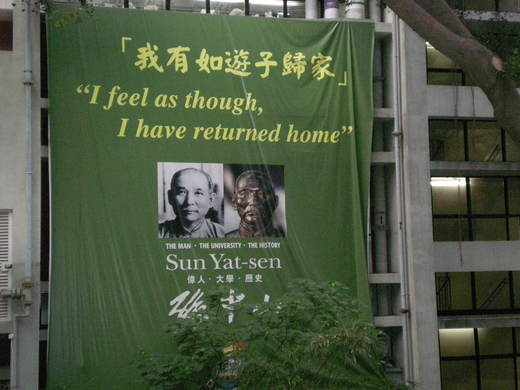 「我有如遊子歸家」
“I feel as though,
I have returned home”
THE MAN · THE UNIVERSITY · THE HISTORY
Sun Yat-sen
偉人 · 大學 · 歷史